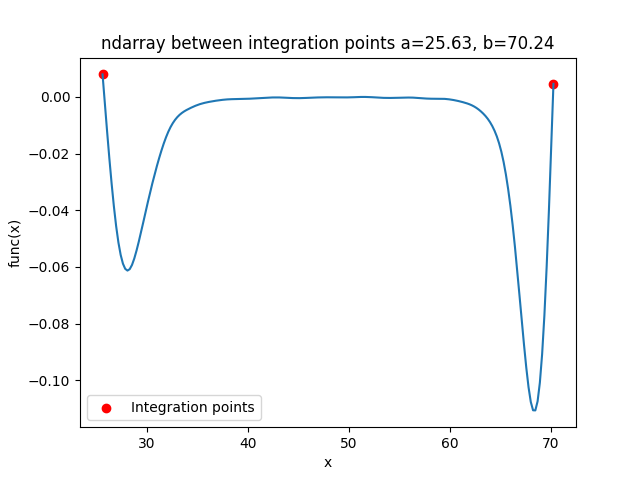 ndarray between integration points a=25.63, b=70.24
func(x)
0.00
−0.02
−0.04
−0.06
−0.08
−0.10
Integration points
30
40
50
60
70
x